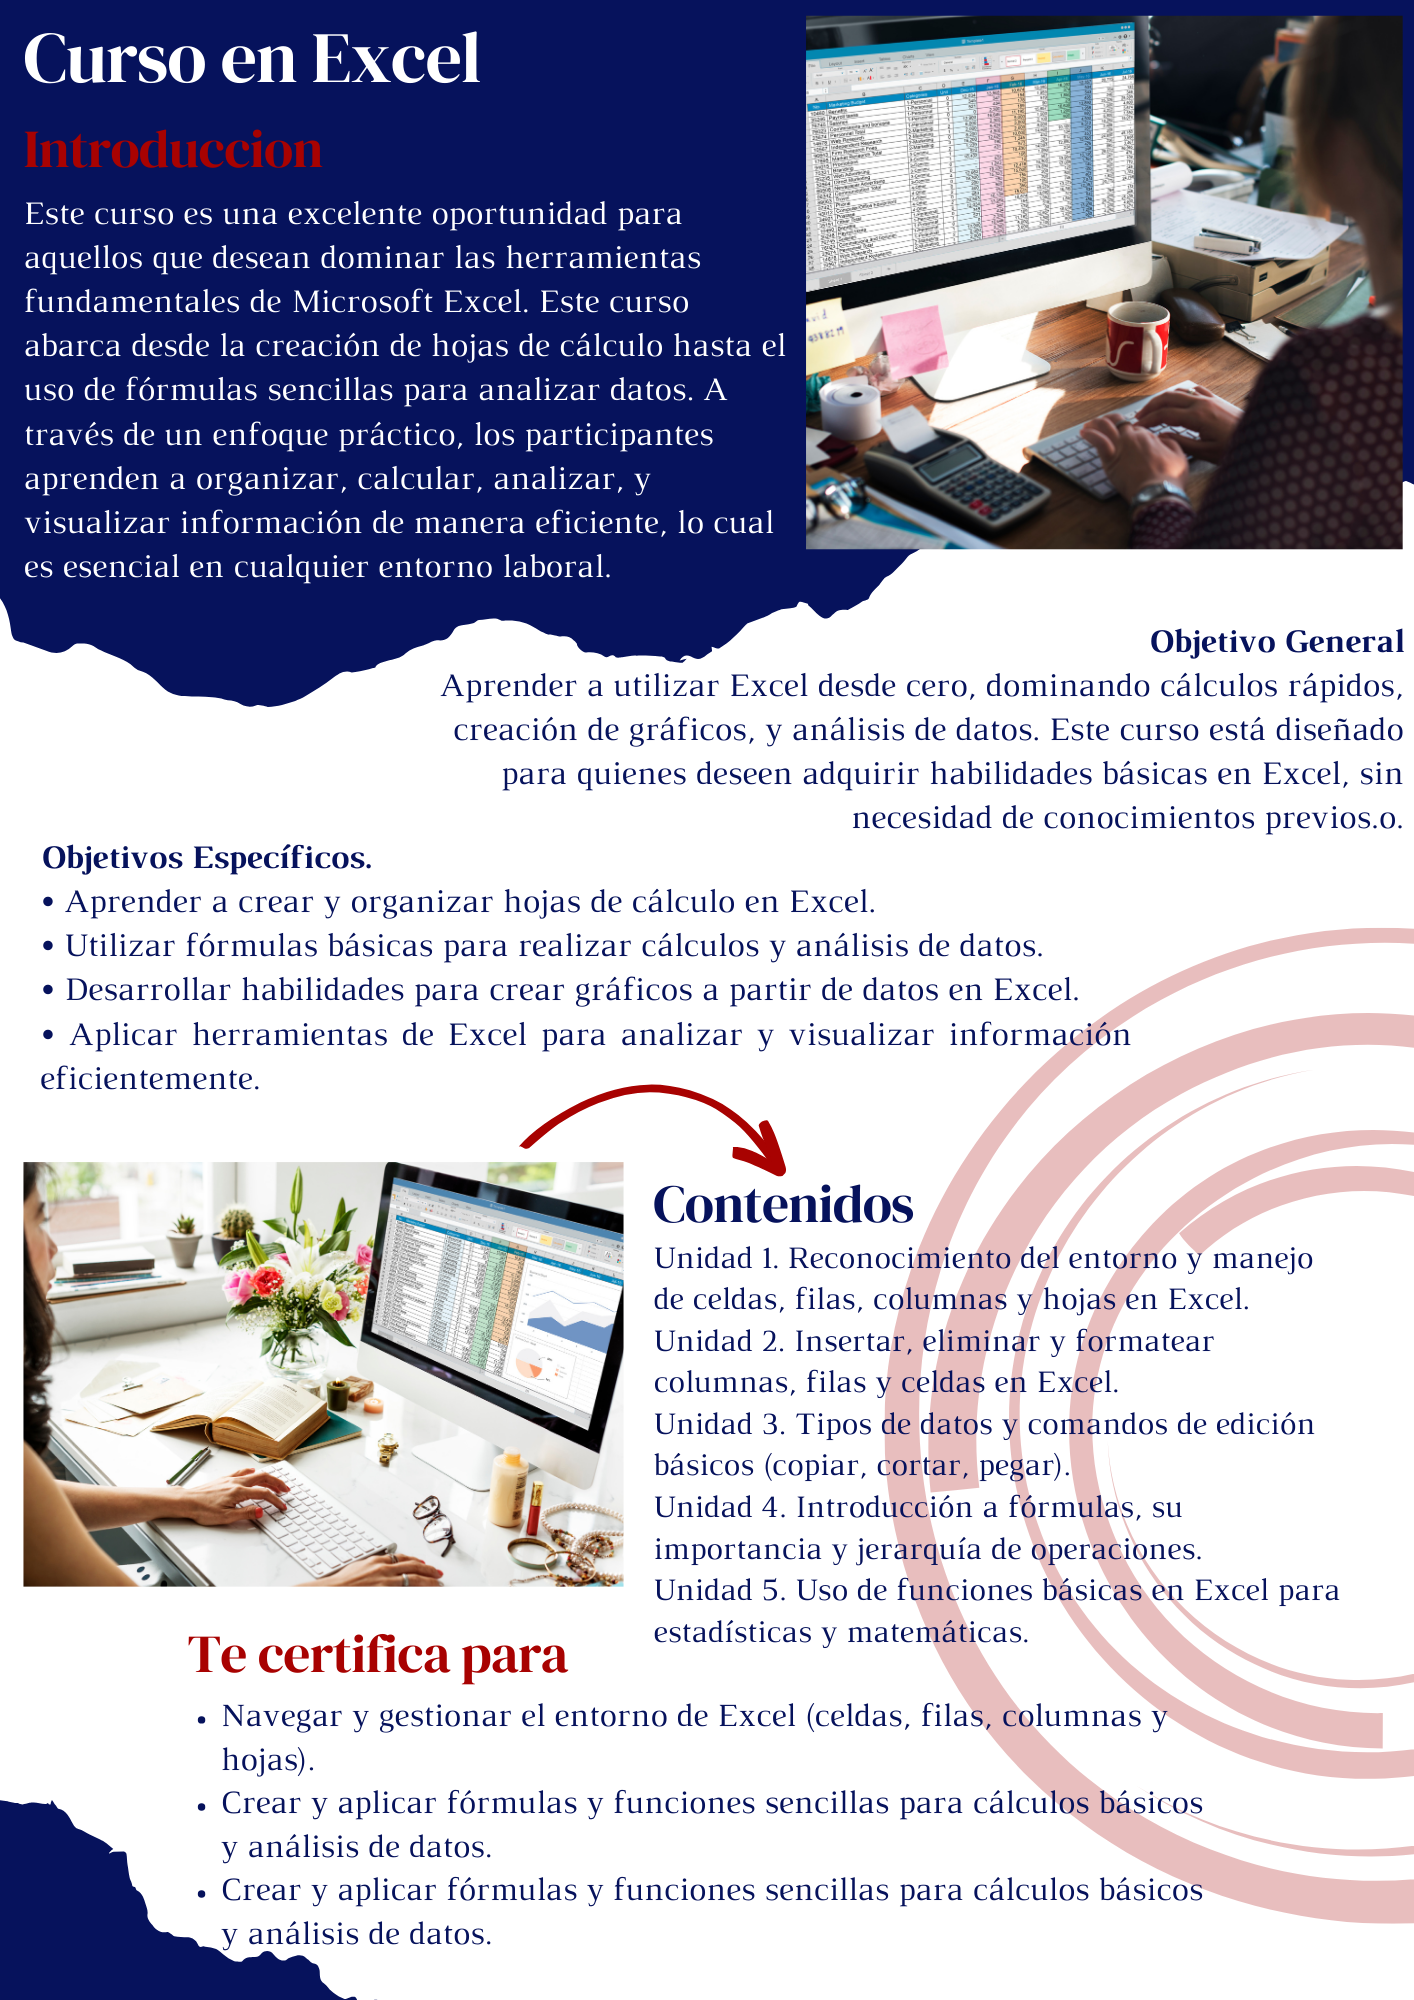 Curso en Excel
Introduccion
Este curso es una excelente oportunidad para
aquellos que desean dominar las herramientas
fundamentales de Microsoft Excel. Este curso
abarca desde la creación de hojas de cálculo hasta el
uso de fórmulas sencillas para analizar datos. A
través de un enfoque práctico, los participantes
aprenden a organizar, calcular, analizar, y
visualizar información de manera eficiente, lo cual
es esencial en cualquier entorno laboral.
Objetivo General
Aprender a utilizar Excel desde cero, dominando cálculos rápidos,
creación de gráficos, y análisis de datos. Este curso está diseñado
para quienes deseen adquirir habilidades básicas en Excel, sin
necesidad de conocimientos previos.o.
Objetivos Específicos.
• Aprender a crear y organizar hojas de cálculo en Excel.
• Utilizar fórmulas básicas para realizar cálculos y análisis de datos.
• Desarrollar habilidades para crear gráficos a partir de datos en Excel.
• Aplicar herramientas de Excel para analizar y visualizar información
eficientemente.
Contenidos
Unidad 1. Reconocimiento del entorno y manejo
de celdas, filas, columnas y hojas en Excel.
Unidad 2. Insertar, eliminar y formatear
columnas, filas y celdas en Excel.
Unidad 3. Tipos de datos y comandos de edición
básicos (copiar, cortar, pegar).
Unidad 4. Introducción a fórmulas, su
importancia y jerarquía de operaciones.
Unidad 5. Uso de funciones básicas en Excel para
estadísticas y matemáticas.
Te certifica para
• Navegar y gestionar el entorno de Excel (celdas, filas, columnas y
hojas).
• Crear y aplicar fórmulas y funciones sencillas para cálculos básicos
y análisis de datos.
• Crear y aplicar fórmulas y funciones sencillas para cálculos básicos
y análisis de datos.